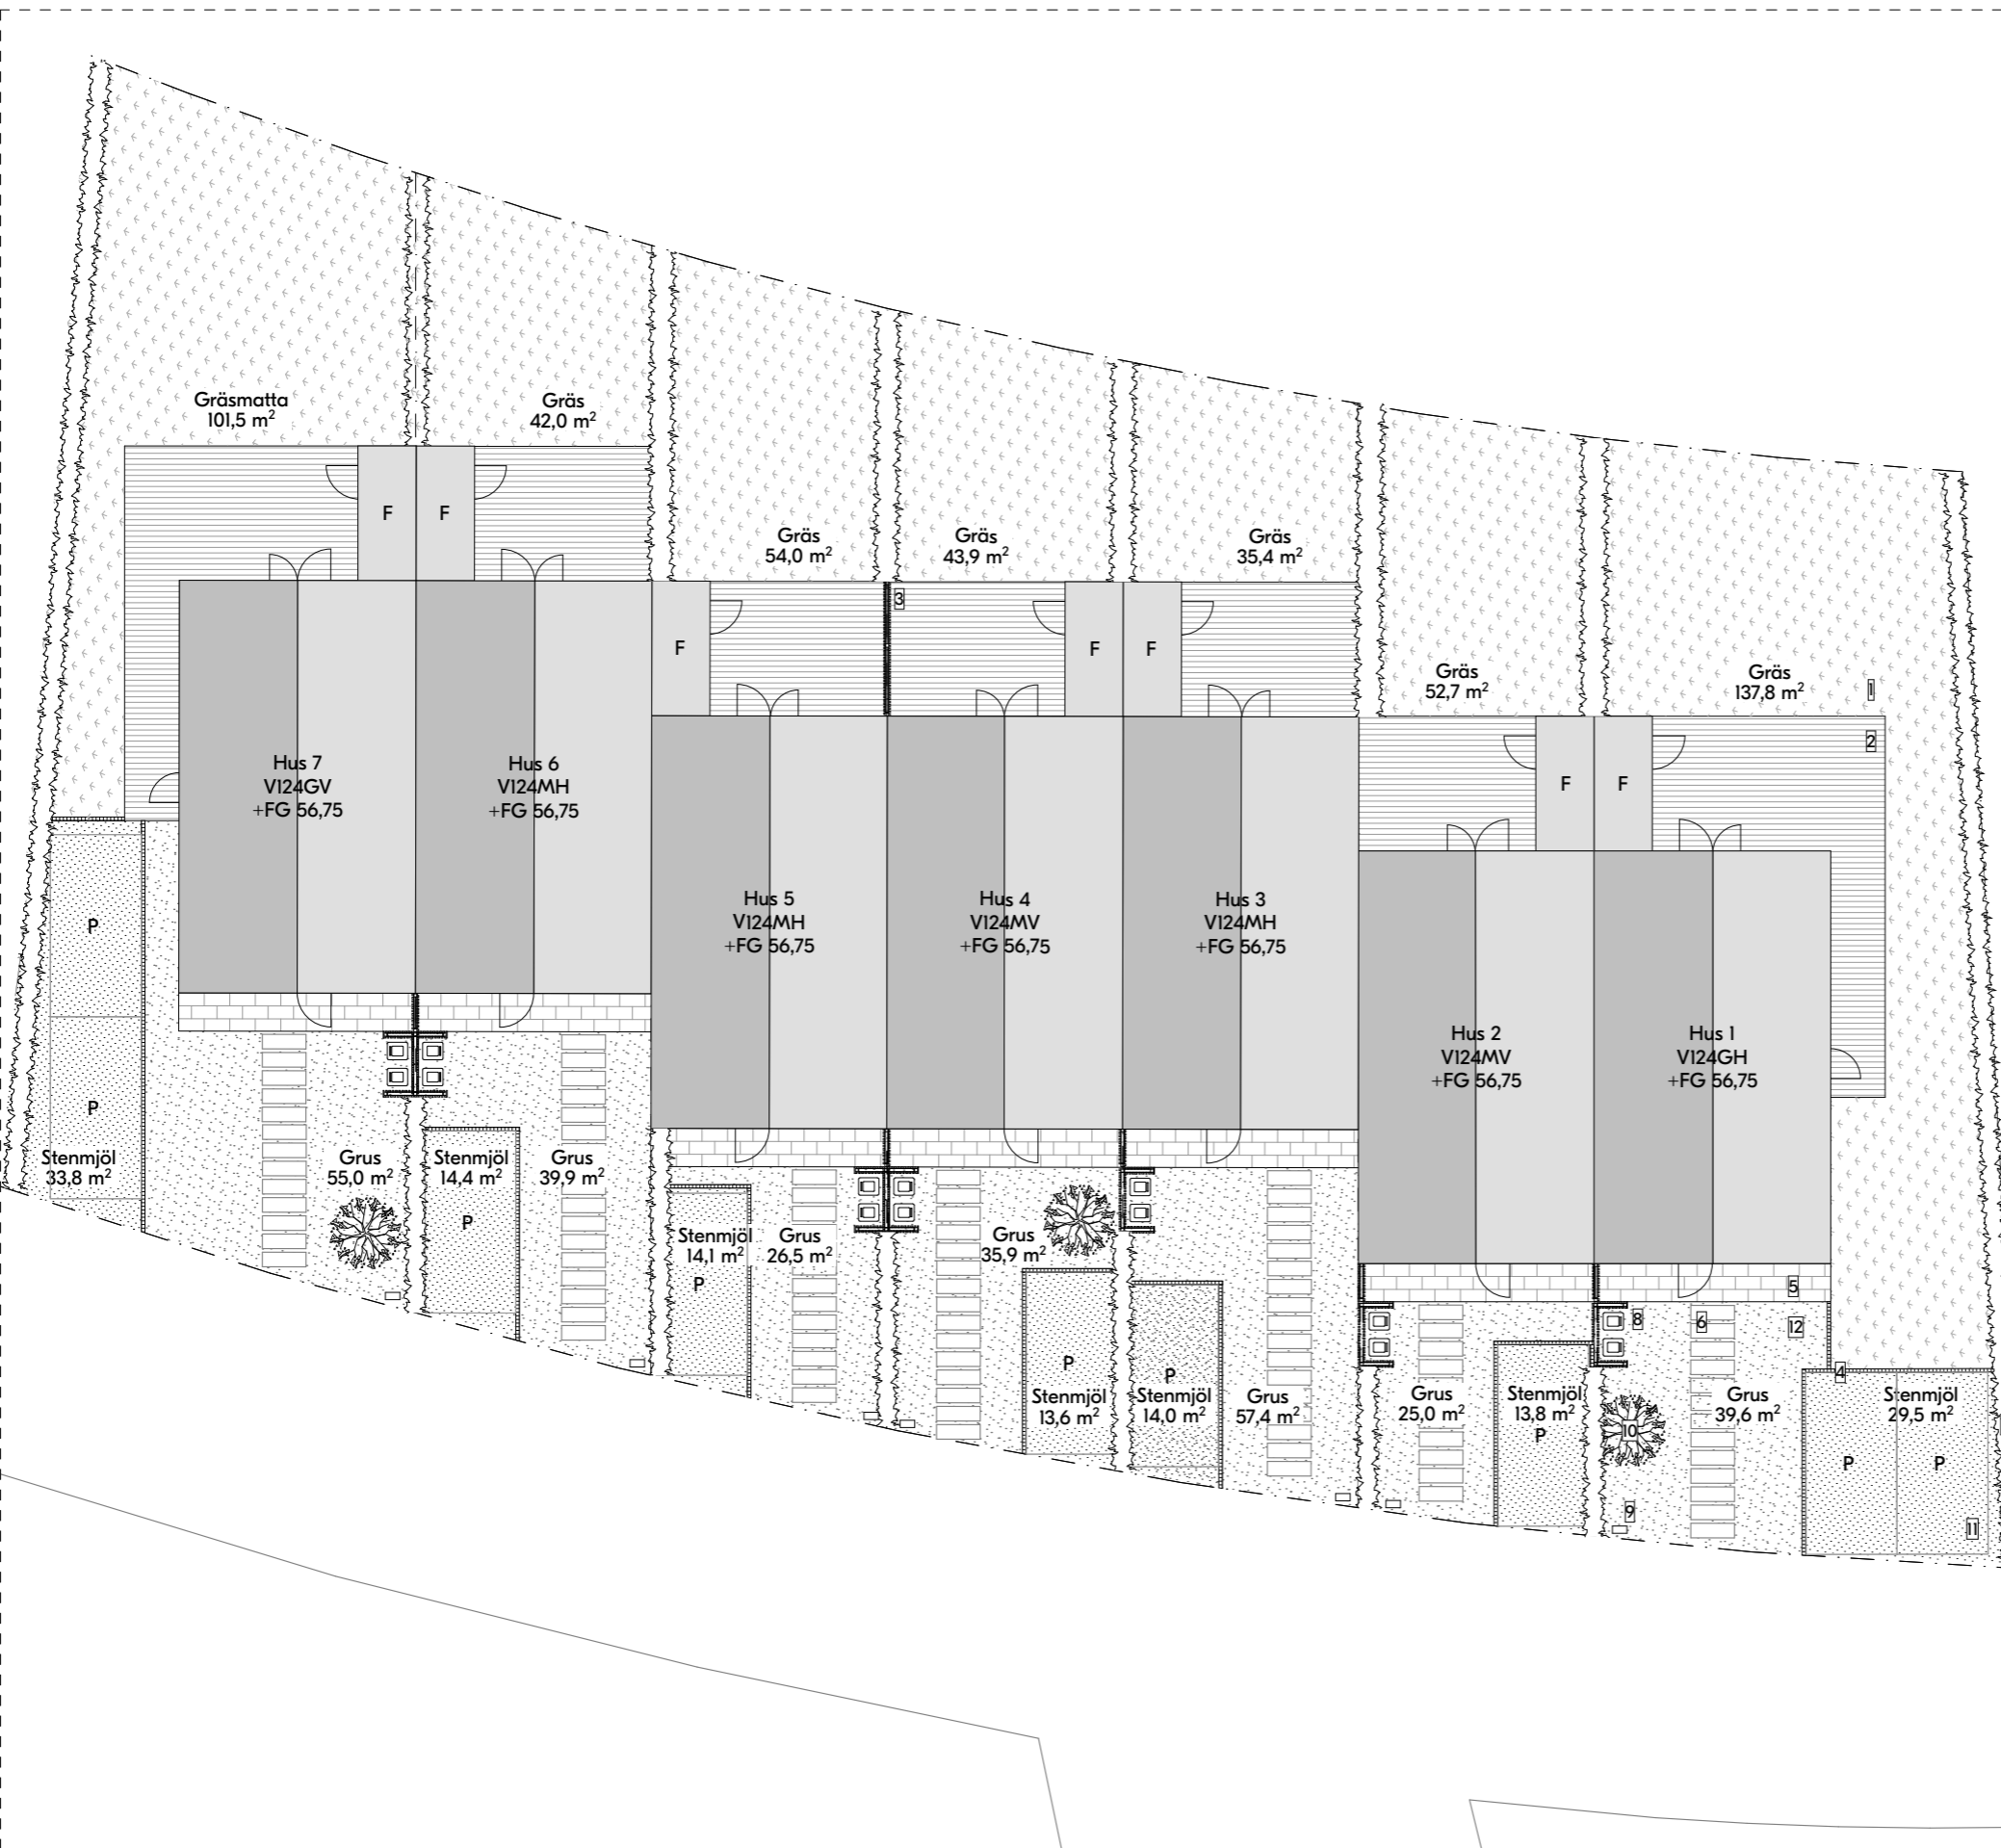 Gräsmatta
101,5 m²
Gräs
42,0 m²
F
F
Gräs
54,0 m²
3
Gräs
43,9 m²
Gräs
35,4 m²
F
F
F
Gräs
52,7 m²
Gräs
137,8 m²
1
2
F
F
Hus 7
V124GV
+FG 56,75
Hus 6
V124MH
+FG 56,75
Hus 5
V124MH
+FG 56,75
Hus 4
V124MV
+FG 56,75
Hus 3
V124MH
+FG 56,75
Hus 2
V124MV
+FG 56,75
Hus 1
V124GH
+FG 56,75
P
P
Stenmjöl
33,8 m²
Grus
55,0 m²
Stenmjöl
14,4 m²
P
Grus
39,9 m²
Stenmjöl
14,1 m²
P
Grus
26,5 m²
Grus
35,9 m²
P
Stenmjöl
13,6 m²
P
Stenmjöl
14,0 m²
Grus
57,4 m²
Grus
25,0 m²
Stenmjöl
13,8 m²
P
5
8
6
12
4
10
9
Grus
39,6 m²
Stenmjöl
29,5 m²
P
P
11